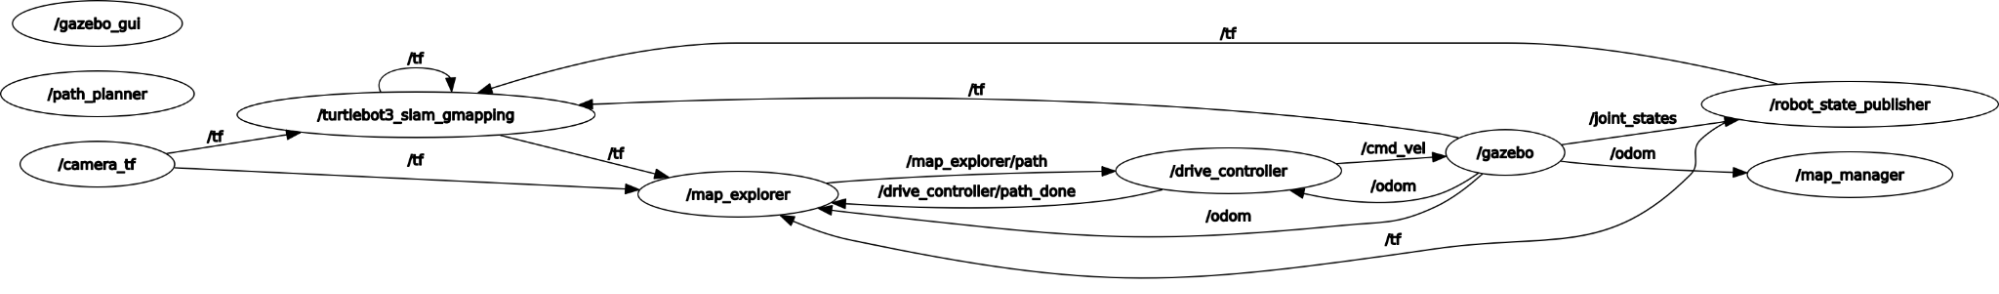 /gazebo_gui
/path_planner
/camera_tf
/tf
/tf
/tf
/turtlebot3_slam_gmapping
/tf
/map_explorer
/tf
/tf
/map_explorer/path
/drive_controller/path_done
/drive_controller
/odom
/cmd_vel
/odom
/tf
/gazebo
/joint_states
/odom
/robot_state_publisher
/map_manager